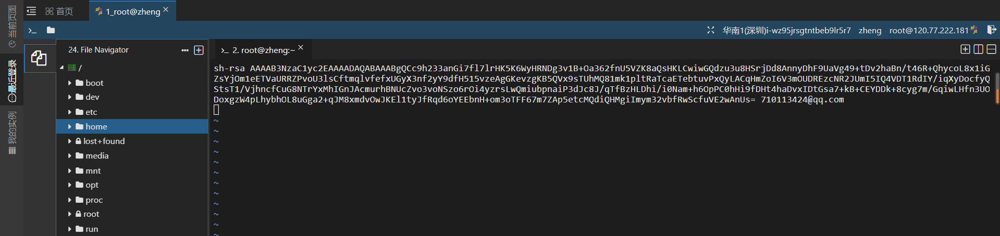 当前页面
最近登录
我的实例
首页
1_root@zheng
华南1(深圳)i-wz95jrsgtntbeb9lr5r7 zheng root@120.77.222.181
24. File Navigator
/
boot
dev
etc
home
lost+found
media
mnt
opt
proc
root
run
2. root@zheng:~
sh-rsa AAAAB3NzaC1yc2EAAAADAQABAAABgQCc9h233anGi7fl7lrHK5K6WyHRNDg3v1B+Oa362fnU5VZK8aQsHKLCwiwGQdzu3u8HSrjDd8AnnyDhF9UaVg49+tDv2haBn/t46R+QhycoL8x1iG
ZsYjOm1eETVaURRZPvoU3lsCftmqlvfefxUGyX3nf2yY9dfH515vzeAgGKevzgKB5QVx9sTUhMQ81mk1pltRaTcaETebtuvPxQyLACqHmZoI6V3mOUDREzcNR2JUmI5IQ4VDT1RdIY/iqXyDocfyQ
StsT1/VjhncfCuG8NTrYxMhIGnJAcmurhBNUcZvo3voNSzo6rOi4yzrsLwQmiubpnaiP3dJc8J/qTfBzHLDhi/i0Nam+h6OpPC0hHi9fDHt4haDvxIDtGsa7+kB+CEYDDk+8cyg7m/GqiwLHfn3UO
DoxgzW4pLhybhOL8uGga2+qJM8xmdvOwJKEl1tyJfRqd6oYEEbnH+om3oTFF67m7ZAp5etcMQdiQHMgiImym32vbfRwScfuVE2wAnUs= 710113424@qq.com
~
~
~
~
~
~
~
~
~
~
~